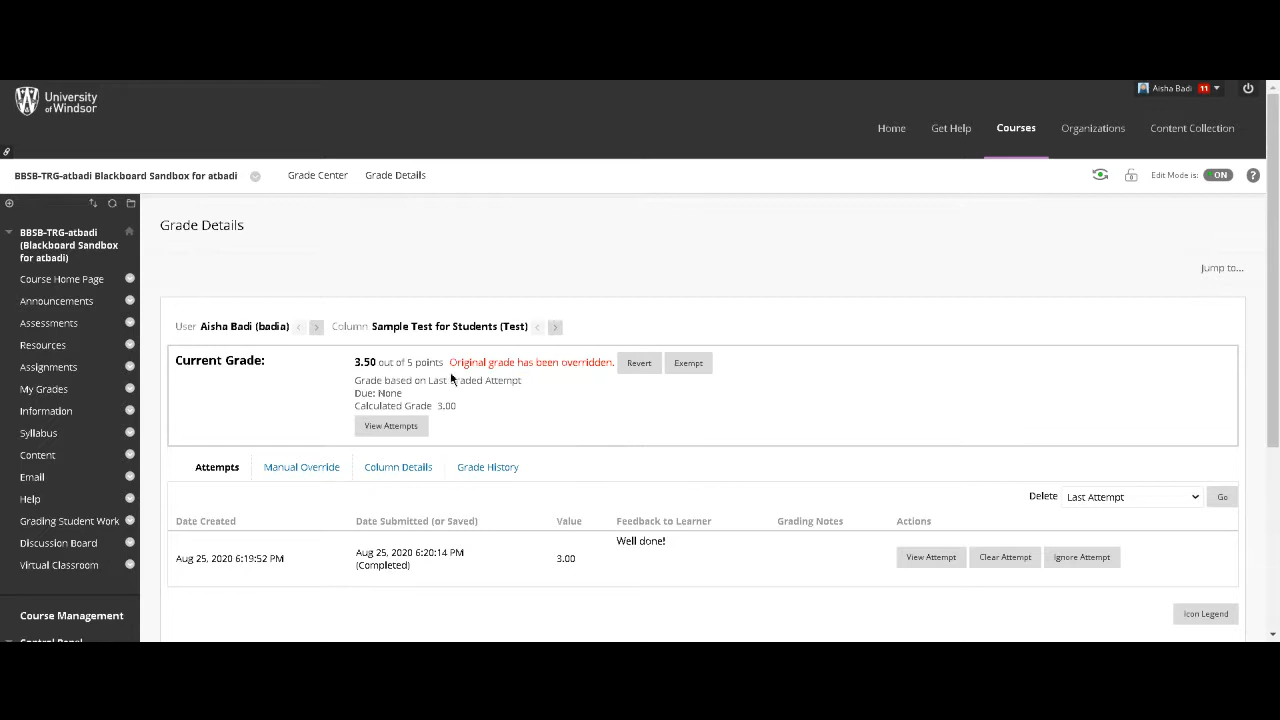 University
of Windsor
Aisha Badi 11
Home Get Help Courses Organizations Content Collection
BBSB-TRG-atbadi Blackboard Sandbox for atbadi Grade Center Grade Details Edit Mode is: ON ?
BBSB-TRG-atbadi
(Blackboard Sandbox
for atbadi)
Course Home Page
Announcements
Assessments
Resources
Assignments
My Grades
Information
Syllabus
Content
Email
Help
Grading Student Work
Discussion Board
Virtual Classroom
Course Management
Control Panel
Grade Details
Jump to...
User Aisha Badi (badia) < > Column Sample Test for Students (Test) < >
Current Grade: 3.50 out of 5 points Original grade has been overridden. Revert Exempt
Grade based on Last Graded Attempt
Due: None
Calculated Grade 3.00
View Attempts
Attempts Manual Override Column Details Grade History
Delete Last Attempt Go
Date Created Date Submitted (or Saved) Value Feedback to Learner Grading Notes Actions
Aug 25, 2020 6:19:52 PM Aug 25, 2020 6:20:14 PM
(Completed) 3.00 Well done! View Attempt Clear Attempt Ignore Attempt
Icon Legend